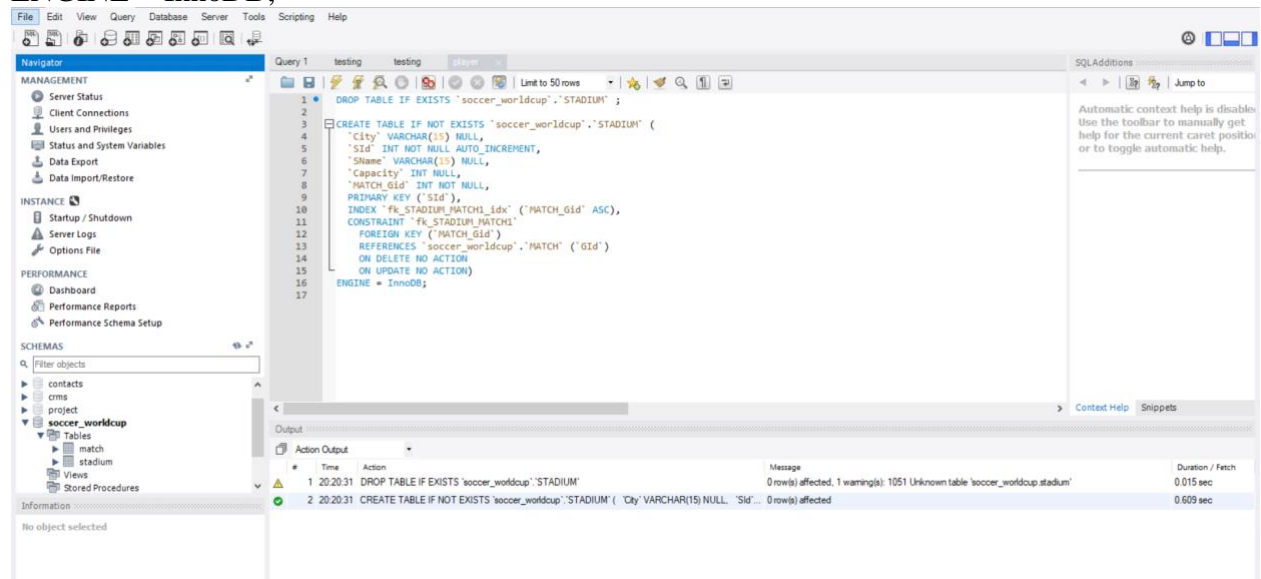 ENGINE = InnoDB;
File Edit View Query Database Server Tools Scripting Help
Navigator
MANAGEMENT
Server Status
Client Connections
Users and Privileges
Status and System Variables
Data Export
Data Import/Restore
INSTANCE
Startup / Shutdown
Server Logs
Options File
PERFORMANCE
Dashboard
Performance Reports
Performance Schema Setup
SCHEMAS
Filter objects
contacts
crms
project
soccer_worldcup
Tables
match
stadium
Views
Stored Procedures
Information
No object selected
Query 1 testing testing player
Limit to 50 rows
1 DROP TABLE IF EXISTS `soccer_worldcup`.`STADIUM` ;
2
3 CREATE TABLE IF NOT EXISTS `soccer_worldcup`.`STADIUM` (
4 `City` VARCHAR(15) NULL,
5 `SId` INT NOT NULL AUTO_INCREMENT,
6 `SName` VARCHAR(15) NULL,
7 `Capacity` INT NULL,
8 `MATCH_Gid` INT NOT NULL,
9 PRIMARY KEY (`SId`),
10 INDEX `fk_STADIUM_MATCH1_idx` (`MATCH_Gid` ASC),
11 CONSTRAINT `fk_STADIUM_MATCH1`
12 FOREIGN KEY (`MATCH_Gid`)
13 REFERENCES `soccer_worldcup`.`MATCH` (`GId`)
14 ON DELETE NO ACTION
15 ON UPDATE NO ACTION)
16 ENGINE = InnoDB;
17
SQLAdditions
Jump to
Automatic context help is disable
Use the toolbar to manually get
help for the current caret positio
or to toggle automatic help.
Context Help Snippets
Output
Action Output
# Time Action Message Duration / Fetch
1 20:20:31 DROP TABLE IF EXISTS `soccer_worldcup`.`STADIUM` 0 row(s) affected, 1 warning(s): 1051 Unknown table 'soccer_worldcup.stadium' 0.015 sec
2 20:20:31 CREATE TABLE IF NOT EXISTS `soccer_worldcup`.`STADIUM` ( `City` VARCHAR(15) NULL, `SId`... 0 row(s) affected 0.609 sec